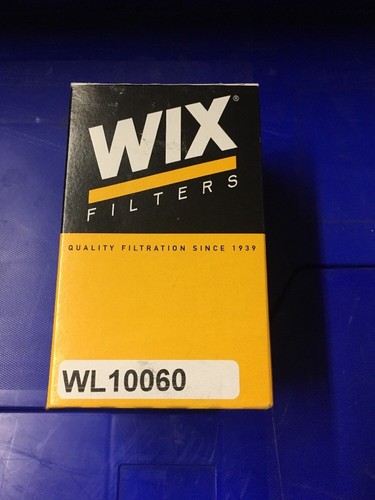 WIX®
FILTERS
QUALITY FILTRATION SINCE 1939
WL10060